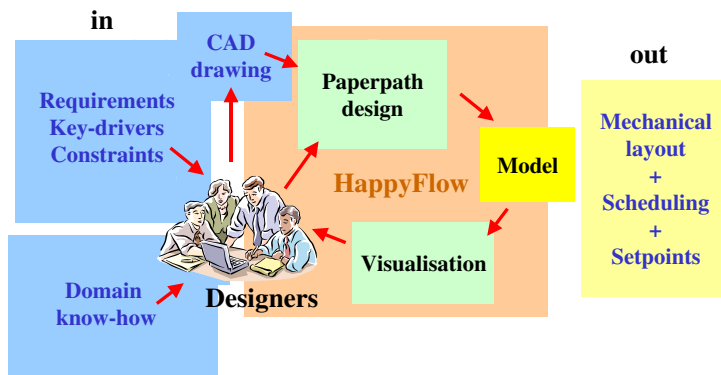 in
CAD
drawing
Requirements
Key-drivers
Constraints
Domain
know-how
Designers
Paperpath
design
HappyFlow
Model
Visualisation
out
Mechanical
layout
+
Scheduling
+
Setpoints